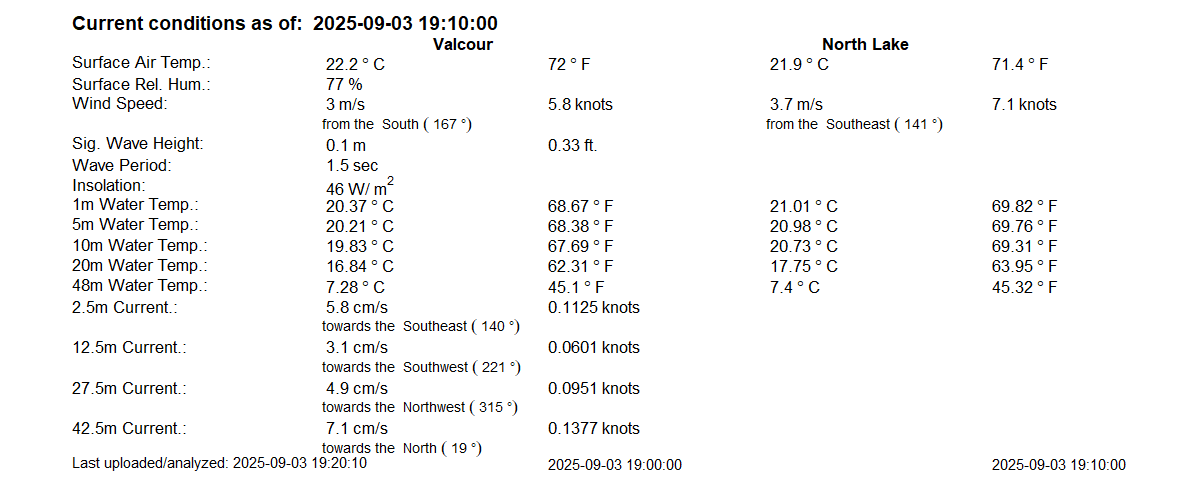 Current conditions as of: 2025-09-03 19:10:00
Valcour North Lake
Surface Air Temp.: 22.2 ° C 72 ° F 21.9 ° C 71.4 ° F
Surface Rel. Hum.: 77 %
Wind Speed: 3 m/s 5.8 knots 3.7 m/s 7.1 knots
from the South ( 167 °) from the Southeast ( 141 °)
Sig. Wave Height: 0.1 m 0.33 ft.
Wave Period: 1.5 sec
Insolation: 46 W/ m²
1m Water Temp.: 20.37 ° C 68.67 ° F 21.01 ° C 69.82 ° F
5m Water Temp.: 20.21 ° C 68.38 ° F 20.98 ° C 69.76 ° F
10m Water Temp.: 19.83 ° C 67.69 ° F 20.73 ° C 69.31 ° F
20m Water Temp.: 16.84 ° C 62.31 ° F 17.75 ° C 63.95 ° F
48m Water Temp.: 7.28 ° C 45.1 ° F 7.4 ° C 45.32 ° F
2.5m Current.: 5.8 cm/s 0.1125 knots
towards the Southeast ( 140 °)
12.5m Current.: 3.1 cm/s 0.0601 knots
towards the Southwest ( 221 °)
27.5m Current.: 4.9 cm/s 0.0951 knots
towards the Northwest ( 315 °)
42.5m Current.: 7.1 cm/s 0.1377 knots
towards the North ( 19 °)
Last uploaded/analyzed: 2025-09-03 19:20:10 2025-09-03 19:00:00 2025-09-03 19:10:00